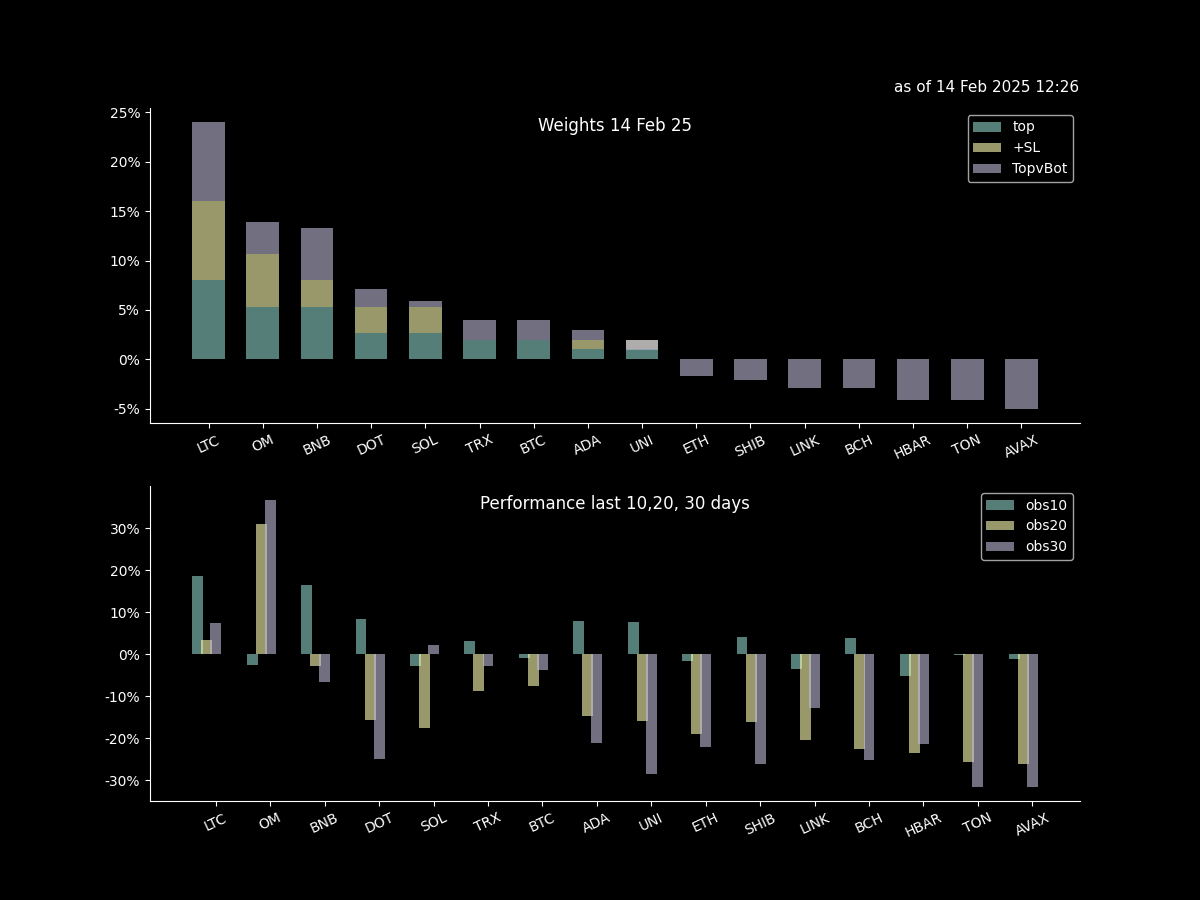 as of 14 Feb 2025 12:26
Weights 14 Feb 25
top
+SL
TopvBot
25%
20%
15%
10%
5%
0%
-5%
LTC OM BNB DOT SOL TRX BTC ADA UNI ETH SHIB LINK BCH HBAR TON AVAX
Performance last 10,20, 30 days
obs10
obs20
obs30
30%
20%
10%
0%
-10%
-20%
-30%
LTC OM BNB DOT SOL TRX BTC ADA UNI ETH SHIB LINK BCH HBAR TON AVAX